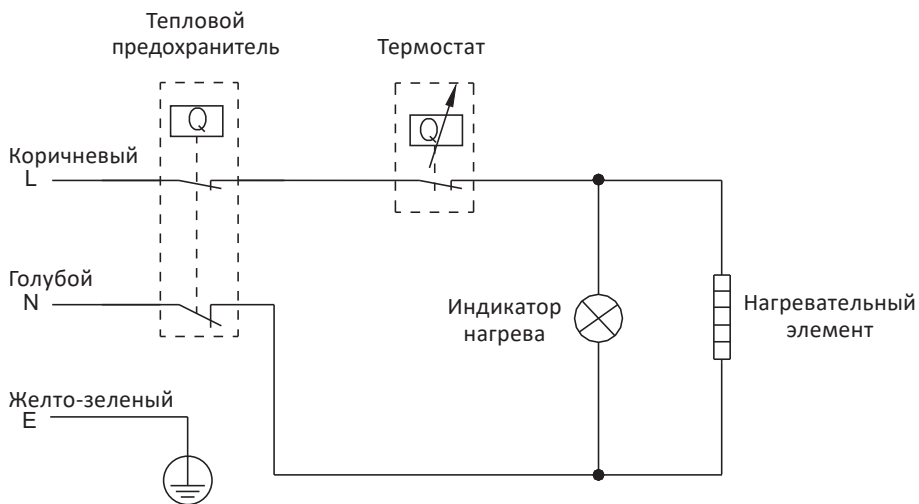 Тепловой
предохранитель
Термостат
Q
Q
Коричневый
L
Голубой
N
Индикатор
нагрева
Нагревательный
элемент
Желто-зеленый
E